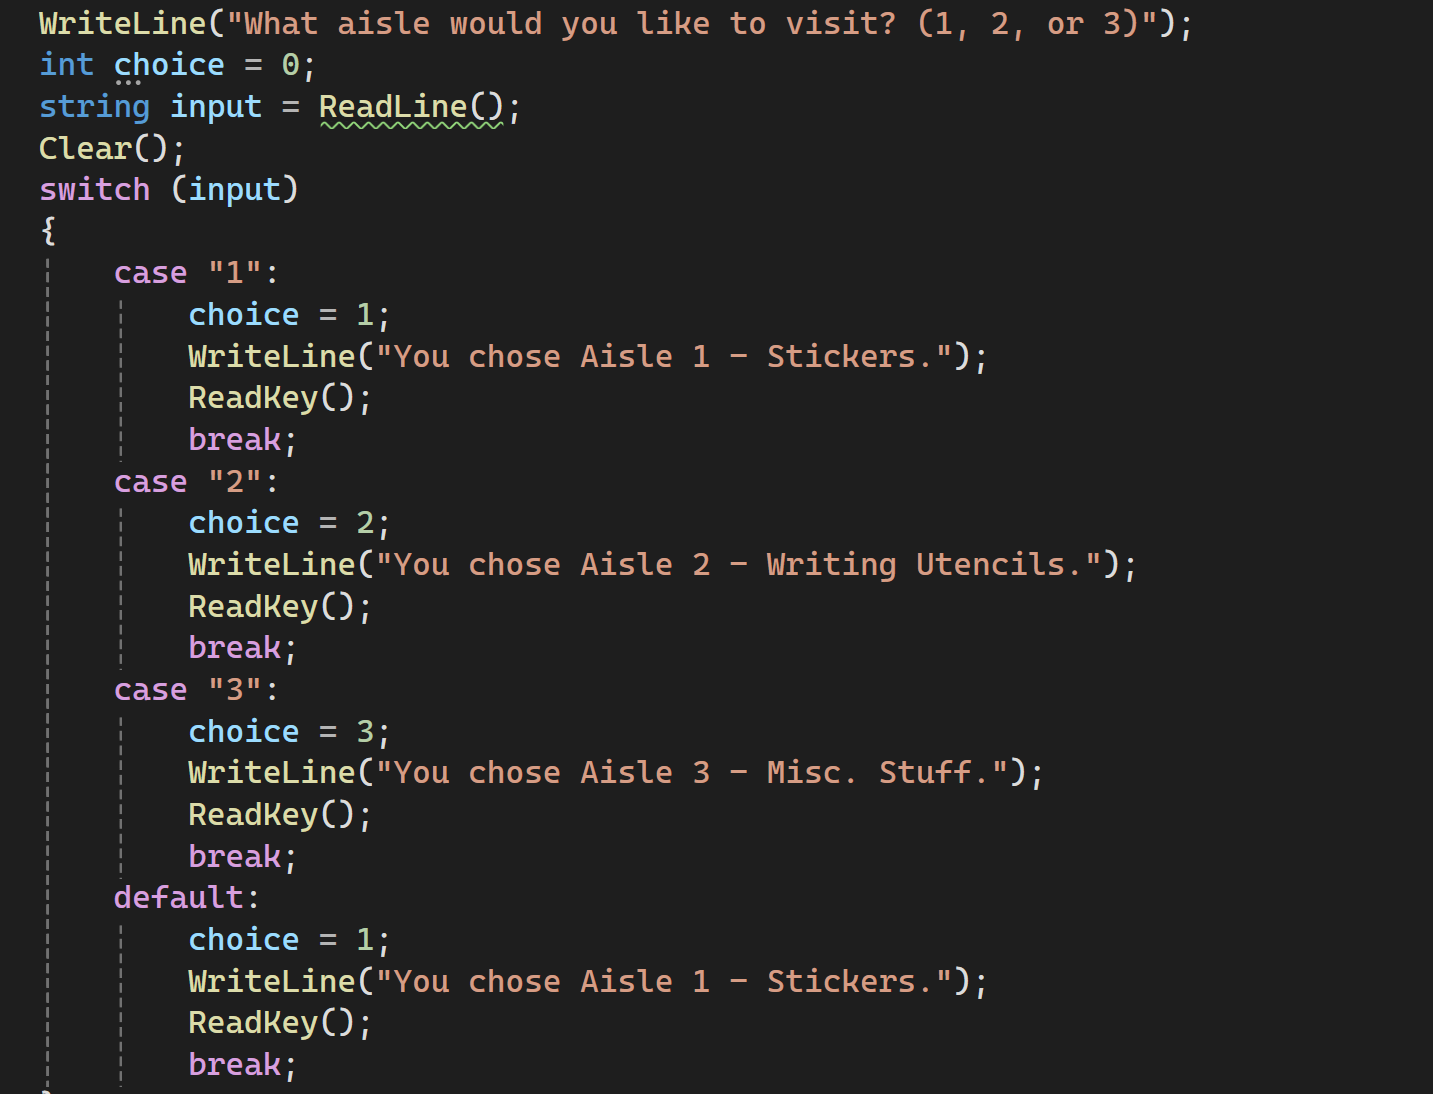 WriteLine("What aisle would you like to visit? (1, 2, or 3)");
int choice = 0;
string input = ReadLine();
Clear();
switch (input)
{
case "1":
choice = 1;
WriteLine("You chose Aisle 1 - Stickers.");
ReadKey();
break;
case "2":
choice = 2;
WriteLine("You chose Aisle 2 - Writing Utencils.");
ReadKey();
break;
case "3":
choice = 3;
WriteLine("You chose Aisle 3 - Misc. Stuff.");
ReadKey();
break;
default:
choice = 1;
WriteLine("You chose Aisle 1 - Stickers.");
ReadKey();
break;